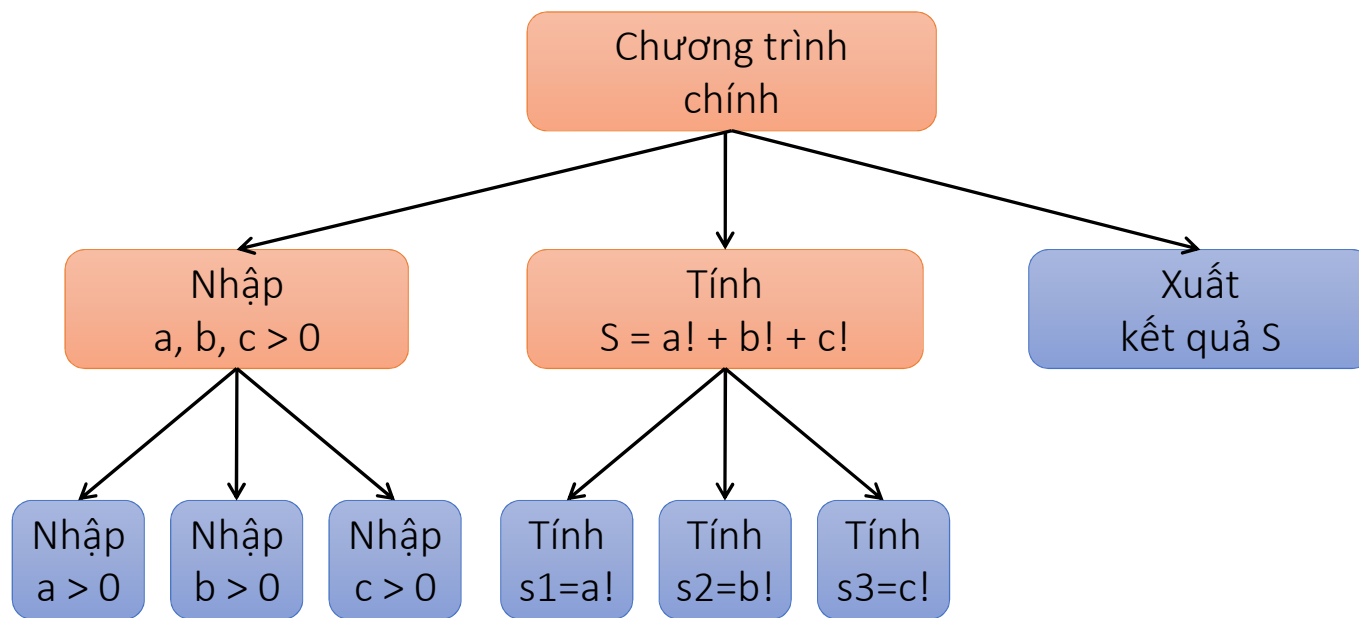 Chương trình
chính
Nhập
a, b, c > 0
Tính
S = a! + b! + c!
Xuất
kết quả S
Nhập
a > 0
Nhập
b > 0
Nhập
c > 0
Tính
s1=a!
Tính
s2=b!
Tính
s3=c!